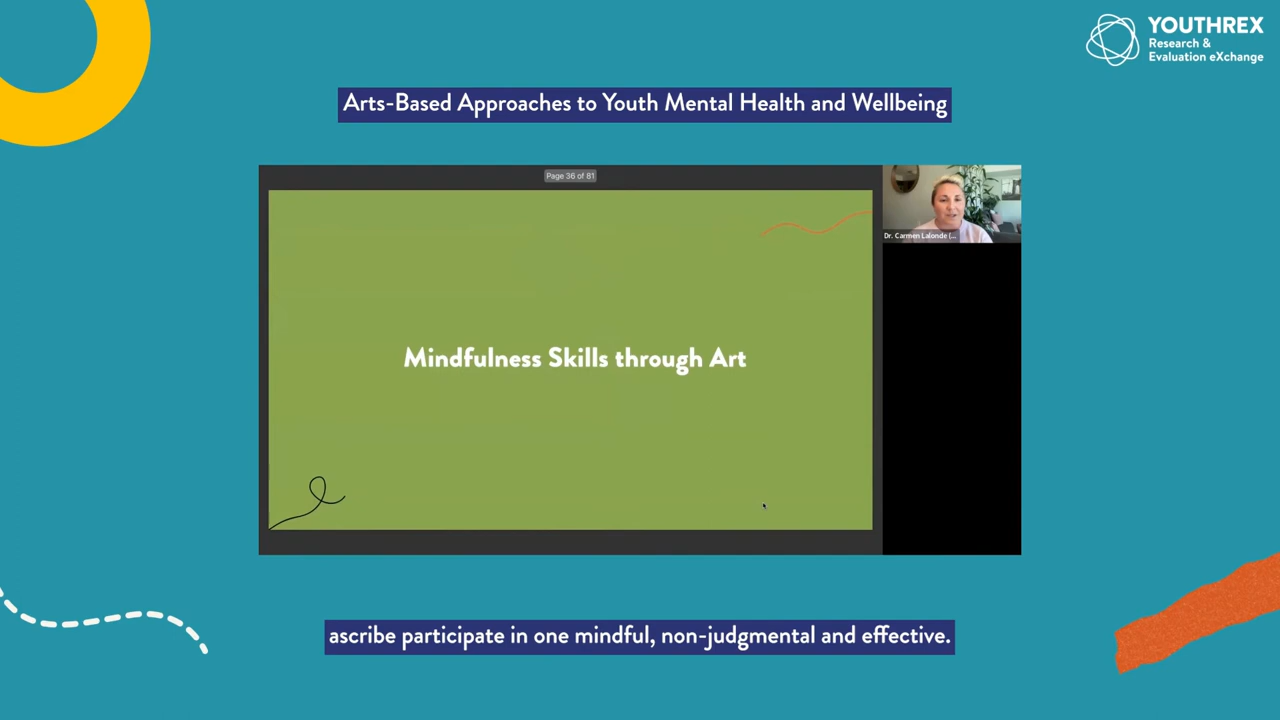 YOUTHREX
Research &
Evaluation eXchange
Arts-Based Approaches to Youth Mental Health and Wellbeing
Page 36 of 81
Dr. Carmen Lalonde (...
Mindfulness Skills through Art
ascribe participate in one mindful, non-judgmental and effective.